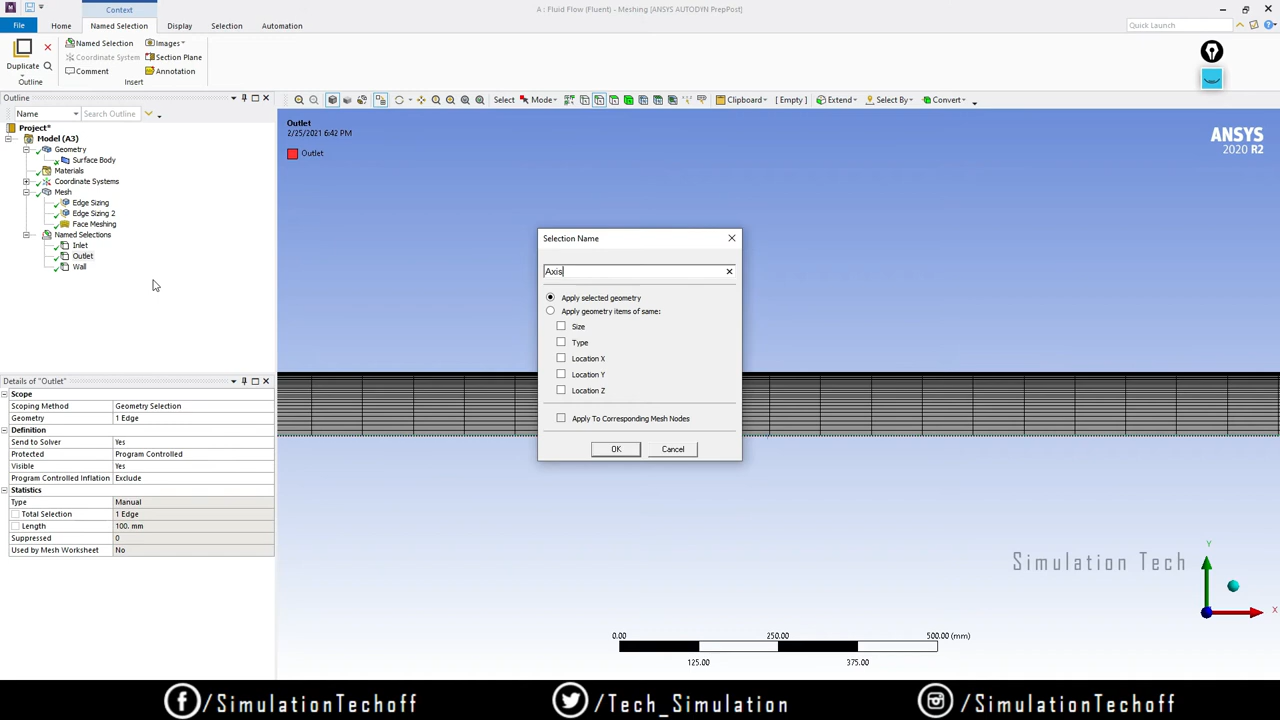 Context
A : Fluid Flow (Fluent) - Meshing [ANSYS AUTODYN PrepPost]
File Home Named Selection Display Selection Automation
Quick Launch
Duplicate
Named Selection Images
Coordinate System Section Plane
Comment Annotation
Outline Insert
Select Mode Clipboard [ Empty ] Extend Select By Convert
Outline
Name Search Outline
Project*
Model (A3)
Geometry
Surface Body
Materials
Coordinate Systems
Mesh
Edge Sizing
Edge Sizing 2
Face Meshing
Named Selections
Inlet
Outlet
Wall
Details of "Outlet"
Scope
Scoping Method Geometry Selection
Geometry 1 Edge
Definition
Send to Solver Yes
Protected Program Controlled
Visible Yes
Program Controlled Inflation Exclude
Statistics
Type Manual
Total Selection 1 Edge
Length 100. mm
Suppressed 0
Used by Mesh Worksheet No
Outlet
2/25/2021 6:42 PM
Outlet
ANSYS
2020 R2
Selection Name
Axis
Apply selected geometry
Apply geometry items of same:
Size
Type
Location X
Location Y
Location Z
Apply To Corresponding Mesh Nodes
OK Cancel
Simulation Tech
Y
X
0.00 250.00 500.00 (mm)
125.00 375.00
/SimulationTechoff /Tech_Simulation /SimulationTechoff